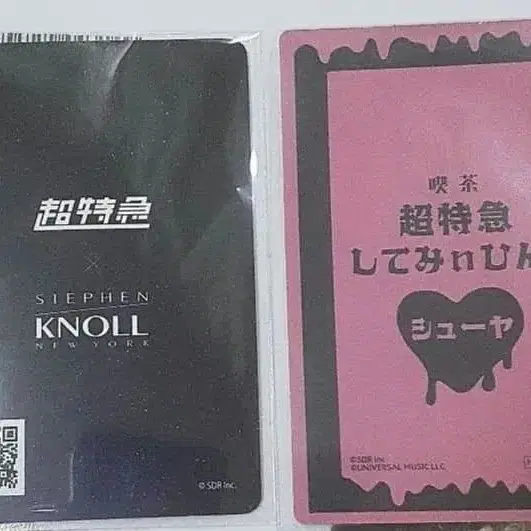 超特急
×
STEPHEN
KNOLL
NEW YORK
© SDR Inc.
喫茶
超特急
してみぃひん
シューヤ
©SDR Inc.
©UNIVERSAL MUSIC LLC